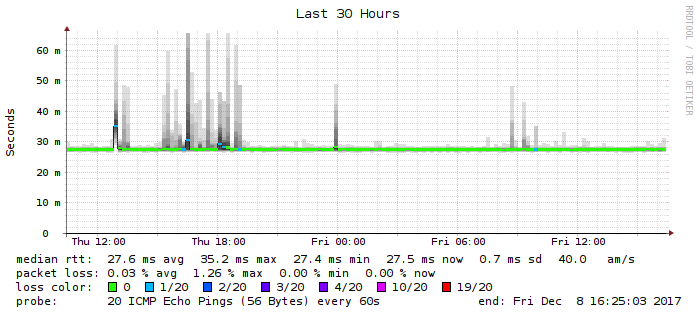 Last 30 Hours
RRDTOOL / TOBI OETIKER
Seconds
60 m
50 m
40 m
30 m
20 m
10 m
0
Thu 12:00 Thu 18:00 Fri 00:00 Fri 06:00 Fri 12:00
median rtt: 27.6 ms avg 35.2 ms max 27.4 ms min 27.5 ms now 0.7 ms sd 40.0 am/s
packet loss: 0.03 % avg 1.26 % max 0.00 % min 0.00 % now
loss color: 0 1/20 2/20 3/20 4/20 10/20 19/20
probe: 20 ICMP Echo Pings (56 Bytes) every 60s end: Fri Dec 8 16:25:03 2017